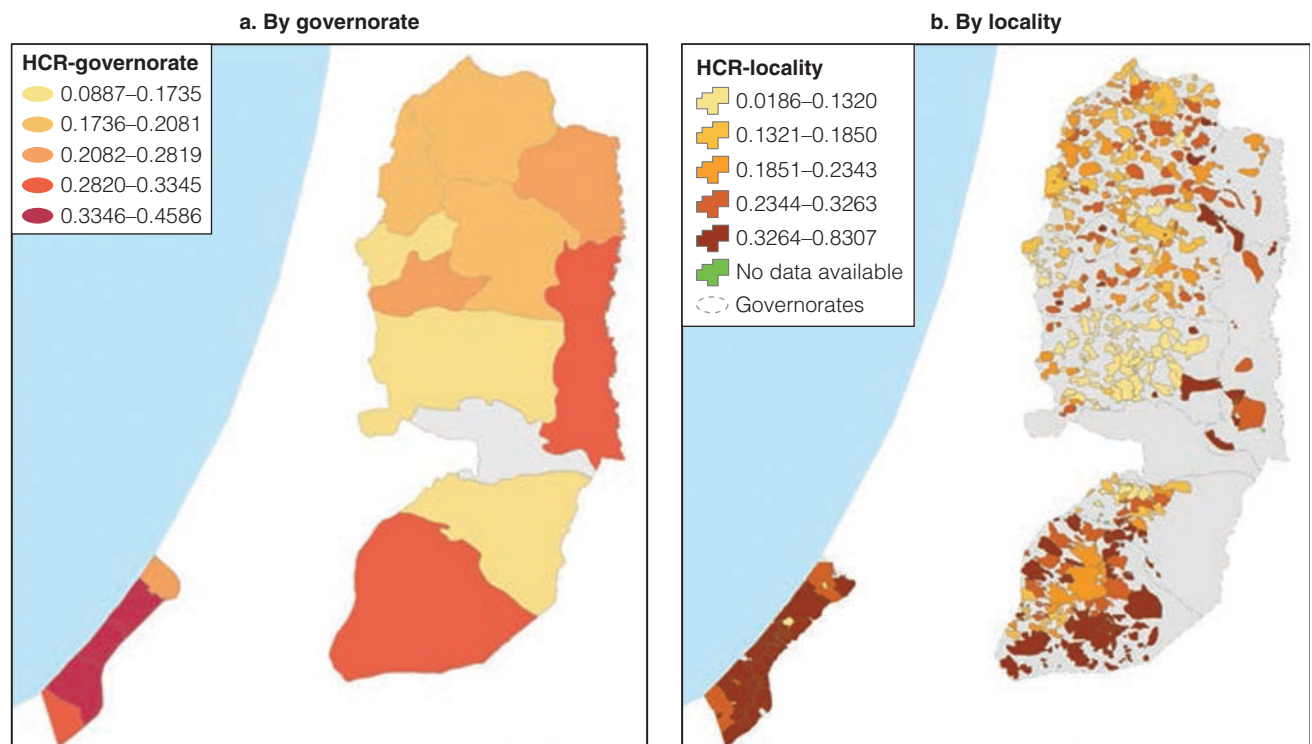 a. By governorate
HCR-governorate
0.0887–0.1735
0.1736–0.2081
0.2082–0.2819
0.2820–0.3345
0.3346–0.4586
b. By locality
HCR-locality
0.0186–0.1320
0.1321–0.1850
0.1851–0.2343
0.2344–0.3263
0.3264–0.8307
No data available
Governorates